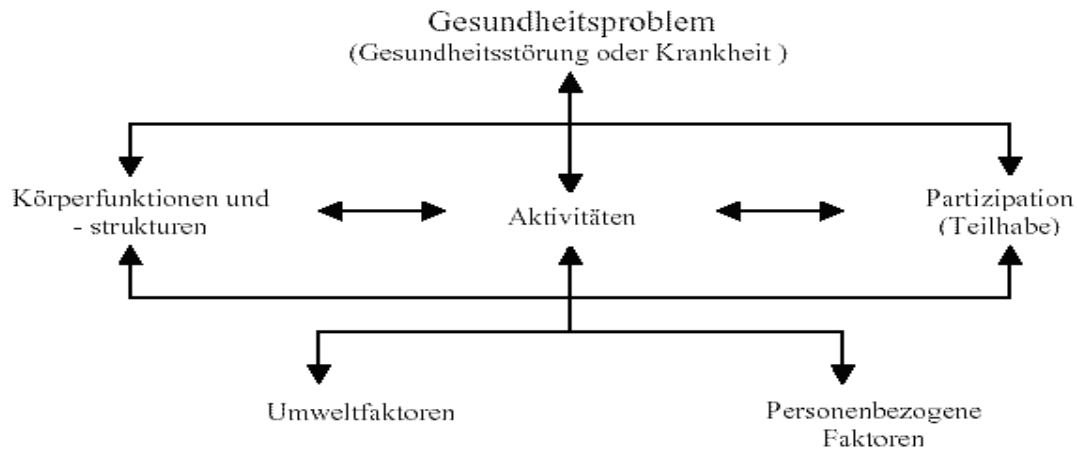 Gesundheitsproblem
(Gesundheitsstörung oder Krankheit )
Körperfunktionen und
- strukturen
Aktivitäten
Partizipation
(Teilhabe)
Umweltfaktoren
Personenbezogene
Faktoren